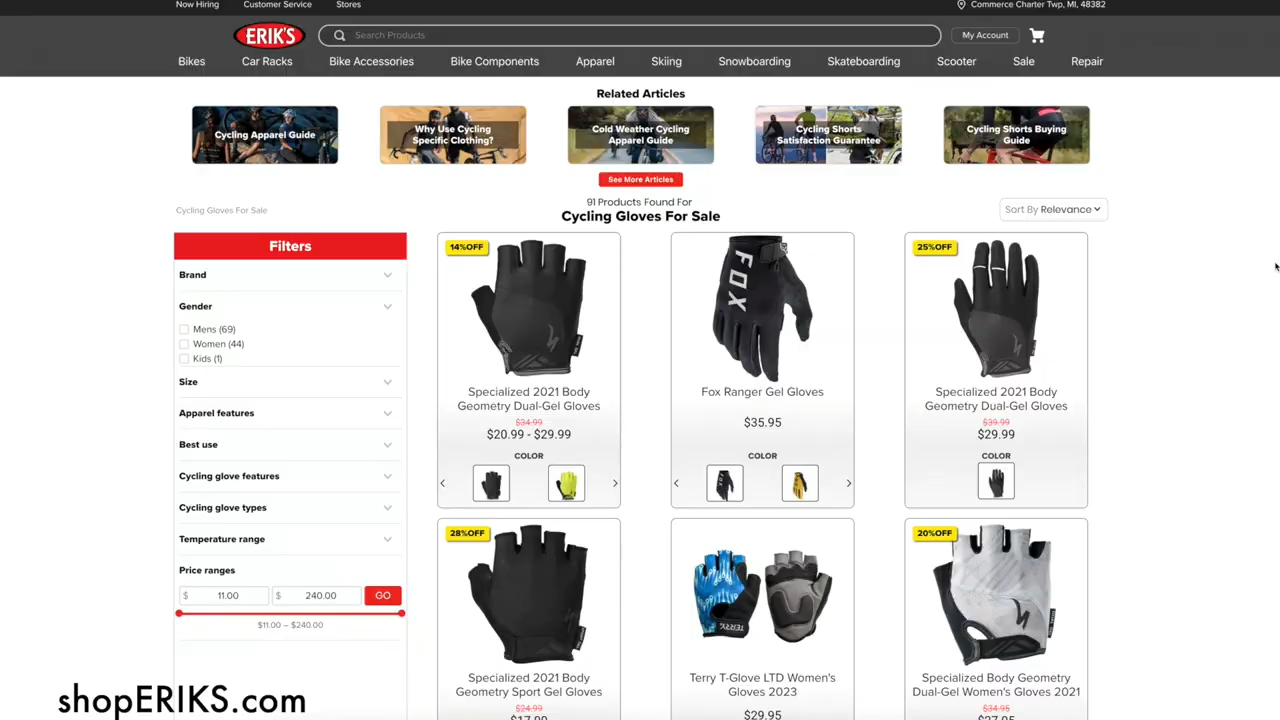 Now Hiring
Customer Service
Stores
Commerce Charter Twp, MI, 48382
ERIK'S
Search Products
My Account
Bikes
Car Racks
Bike Accessories
Bike Components
Apparel
Skiing
Snowboarding
Skateboarding
Scooter
Sale
Repair
Related Articles
Cycling Apparel Guide
Why Use Cycling
Specific Clothing?
Cold Weather Cycling
Apparel Guide
Cycling Shorts
Satisfaction Guarantee
Cycling Shorts Buying
Guide
See More Articles
Cycling Gloves For Sale
91 Products Found For
Cycling Gloves For Sale
Sort By Relevance
Filters
Brand
Gender
Mens (69)
Women (44)
Kids (1)
Size
Apparel features
Best use
Cycling glove features
Cycling glove types
Temperature range
Price ranges
$ 11.00
$ 240.00
GO
$11.00 – $240.00
14%OFF
Specialized 2021 Body
Geometry Dual-Gel Gloves
$34.99
$20.99 - $29.99
COLOR
FOX
Fox Ranger Gel Gloves
$35.95
COLOR
25%OFF
Specialized 2021 Body
Geometry Dual-Gel Gloves
$39.99
$29.99
COLOR
28%OFF
Specialized 2021 Body
Geometry Sport Gel Gloves
$24.99
$17.99
TERRY
Terry T-Glove LTD Women's
Gloves 2023
$29.95
20%OFF
Specialized Body Geometry
Dual-Gel Women's Gloves 2021
$34.95
$27.95
shopERIKS.com